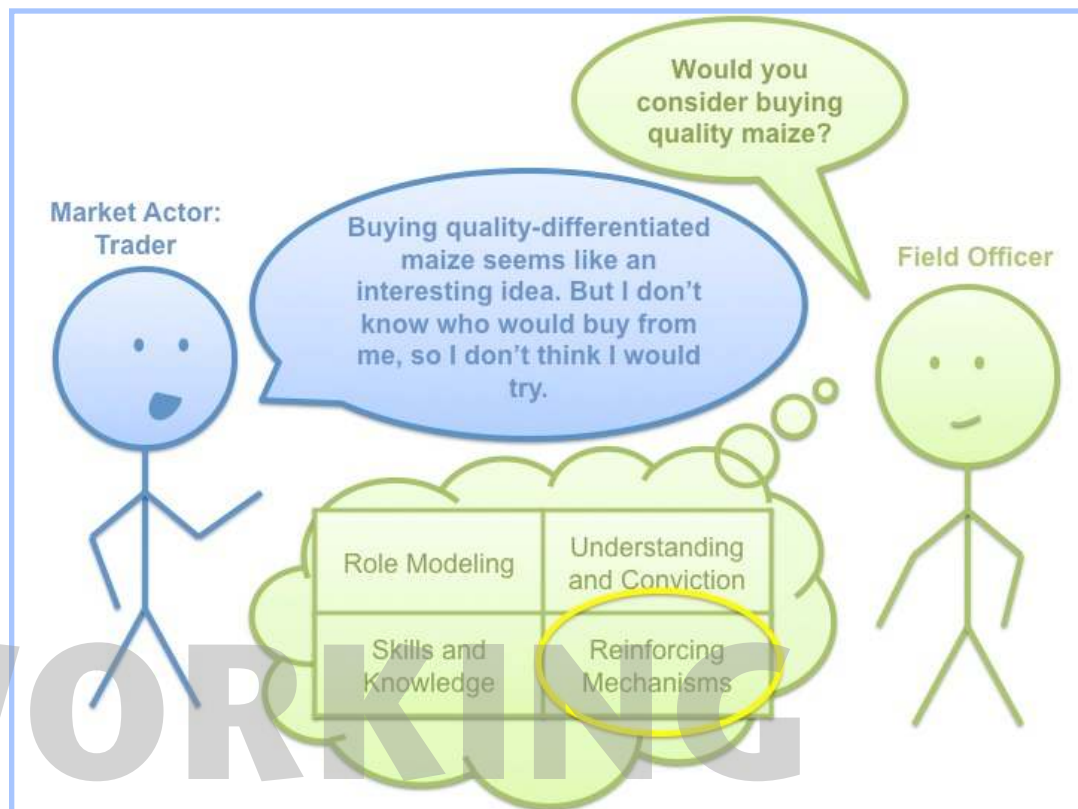 Would you
consider buying
quality maize?
Market Actor:
Trader
Buying quality-differentiated
maize seems like an
interesting idea. But I don't
know who would buy from
me, so I don't think I would
try.
Field Officer
Role Modeling
Understanding
and Conviction
Skills and
Knowledge
Reinforcing
Mechanisms
WORKING